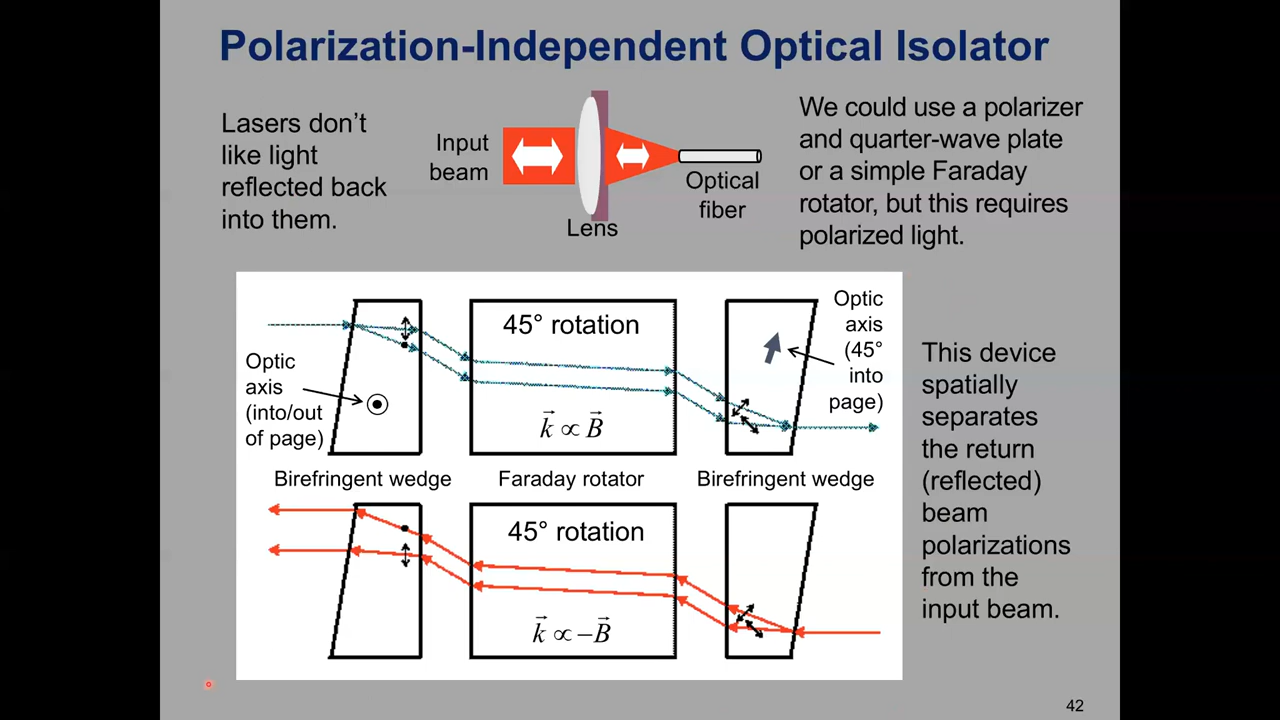 Polarization-Independent Optical Isolator
Lasers don’t
like light
reflected back
into them.
Input
beam
Lens
Optical
fiber
We could use a polarizer
and quarter-wave plate
or a simple Faraday
rotator, but this requires
polarized light.
45° rotation
Optic
axis
(45°
into
page)
Optic
axis
(into/out
of page)
k⃗ ∝ B⃗
Birefringent wedge
Faraday rotator
Birefringent wedge
45° rotation
k⃗ ∝ −B⃗
This device
spatially
separates
the return
(reflected)
beam
polarizations
from the
input beam.
42